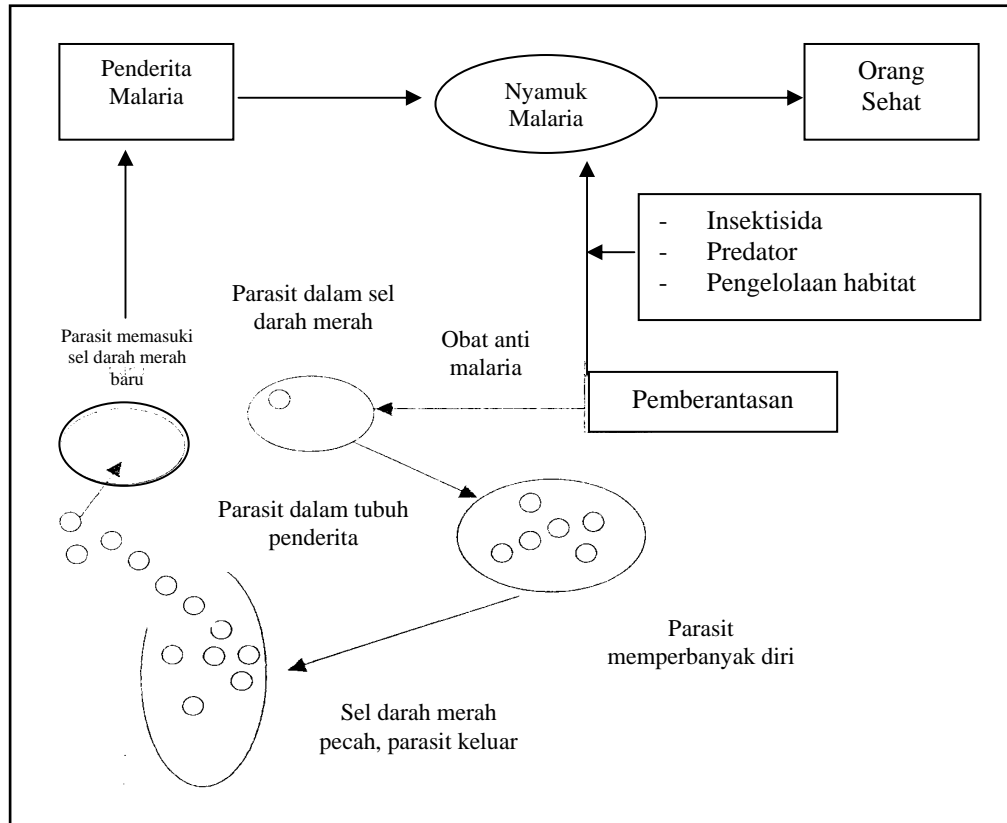 Penderita
Malaria
Nyamuk
Malaria
Orang
Sehat
- Insektisida
- Predator
- Pengelolaan habitat
Parasit dalam sel
darah merah
Parasit memasuki
sel darah merah
baru
Obat anti
malaria
Pemberantasan
Parasit dalam tubuh
penderita
Parasit
memperbanyak diri
Sel darah merah
pecah, parasit keluar